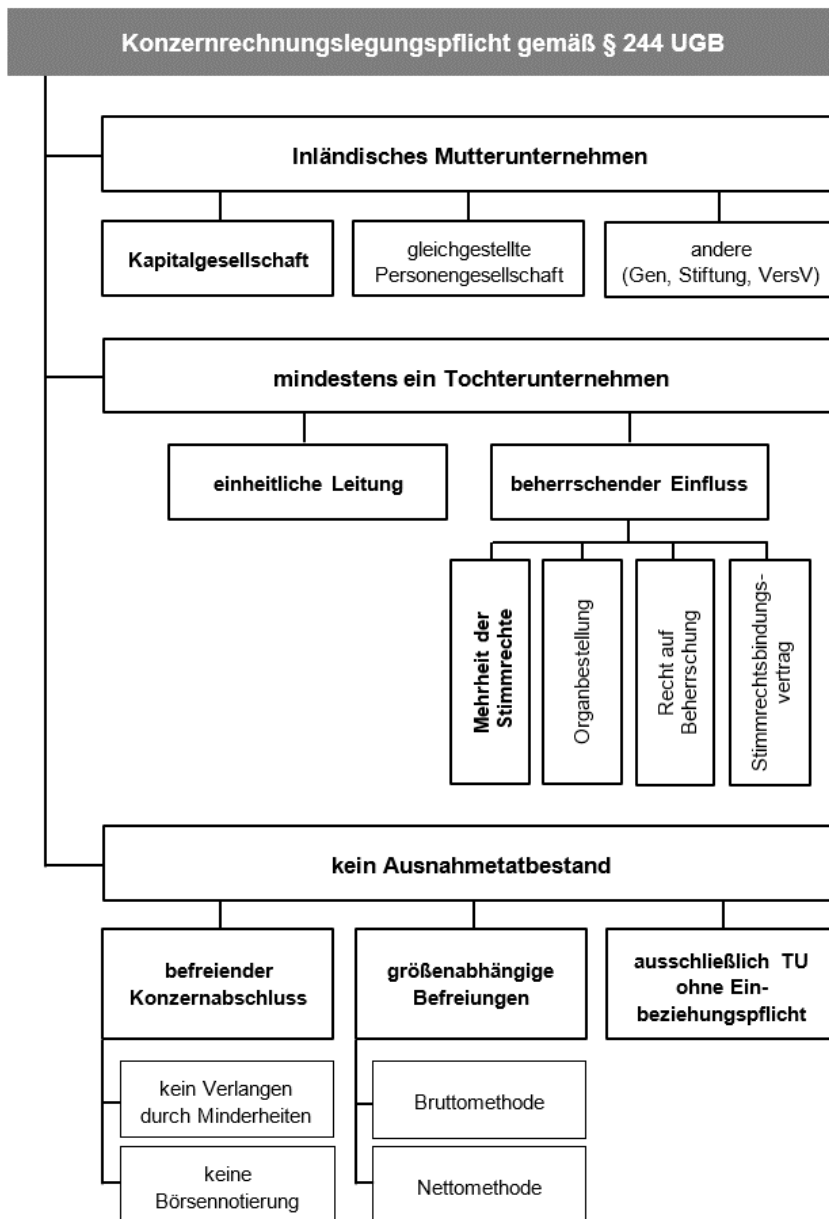 Konzernrechnungslegungspflicht gemäß § 244 UGB
Inländisches Mutterunternehmen
Kapitalgesellschaft
gleichgestellte
Personengesellschaft
andere
(Gen, Stiftung, VersV)
mindestens ein Tochterunternehmen
einheitliche Leitung
beherrschender Einfluss
Mehrheit der
Stimmrechte
Organbestellung
Recht auf
Beherrschung
Stimmrechtsbindungs-
vertrag
kein Ausnahmetatbestand
befreiender
Konzernabschluss
größenabhängige
Befreiungen
ausschließlich TU
ohne Ein-
beziehungspflicht
kein Verlangen
durch Minderheiten
Bruttomethode
keine
Börsennotierung
Nettomethode